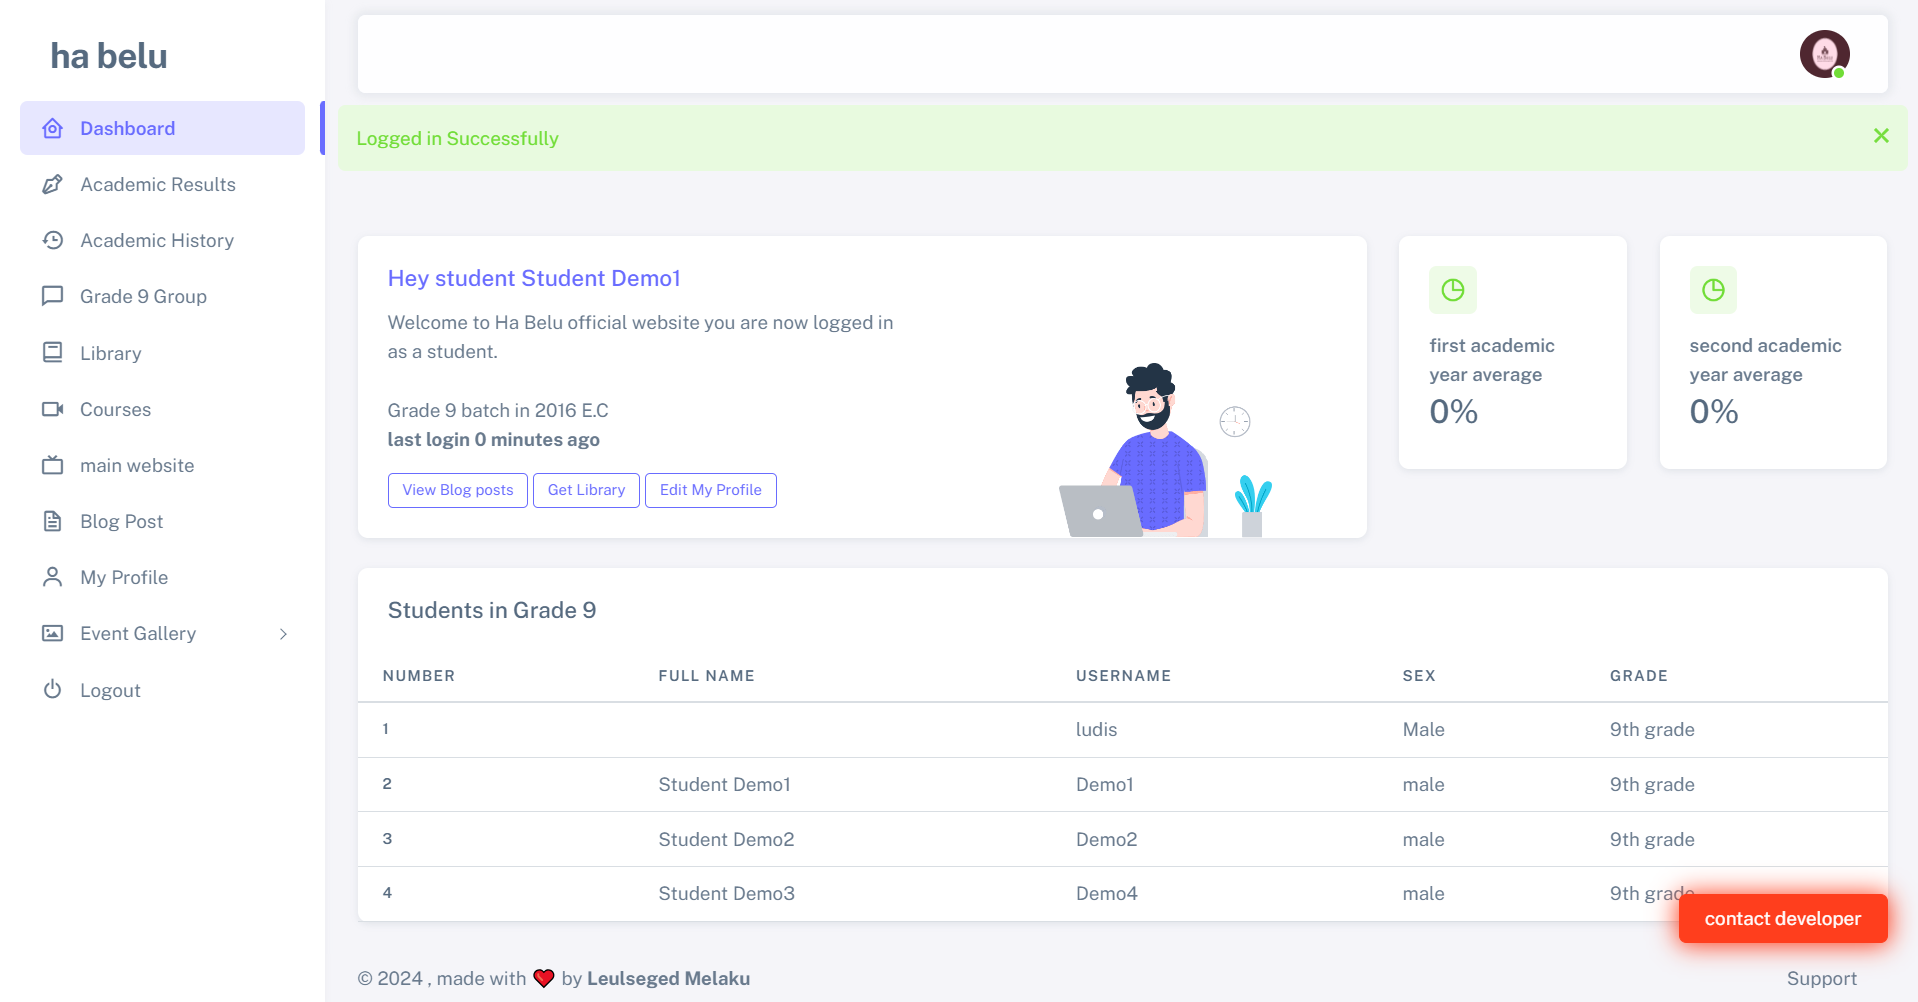 ha belu
Dashboard
Academic Results
Academic History
Grade 9 Group
Library
Courses
main website
Blog Post
My Profile
Event Gallery
Logout
Logged in Successfully
Hey student Student Demo1
Welcome to Ha Belu official website you are now logged in
as a student.
Grade 9 batch in 2016 E.C
last login 0 minutes ago
View Blog posts Get Library Edit My Profile
first academic
year average
0%
second academic
year average
0%
Students in Grade 9
NUMBER FULL NAME USERNAME SEX GRADE
1 ludis Male 9th grade
2 Student Demo1 Demo1 male 9th grade
3 Student Demo2 Demo2 male 9th grade
4 Student Demo3 Demo4 male 9th grade
contact developer
© 2024 , made with ❤️ by Leulseged Melaku
Support